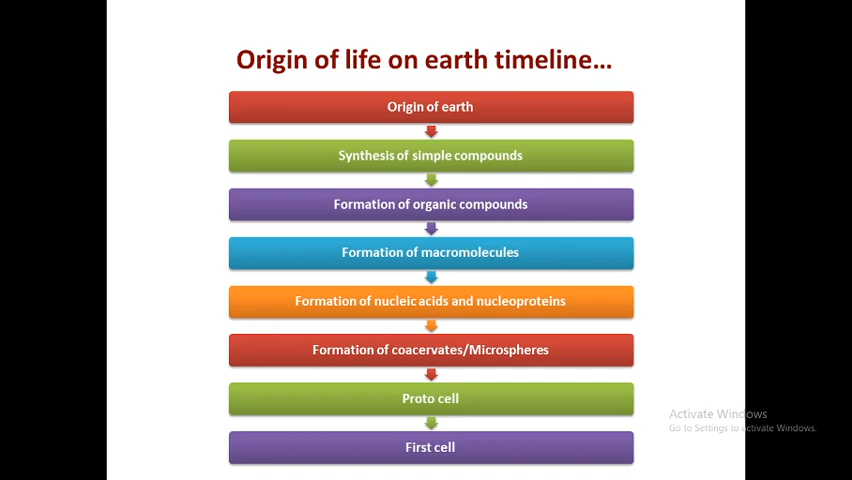 Origin of life on earth timeline...
Origin of earth
Synthesis of simple compounds
Formation of organic compounds
Formation of macromolecules
Formation of nucleic acids and nucleoproteins
Formation of coacervates/Microspheres
Proto cell
Activate Windows
Go to Settings to activate Windows.
First cell